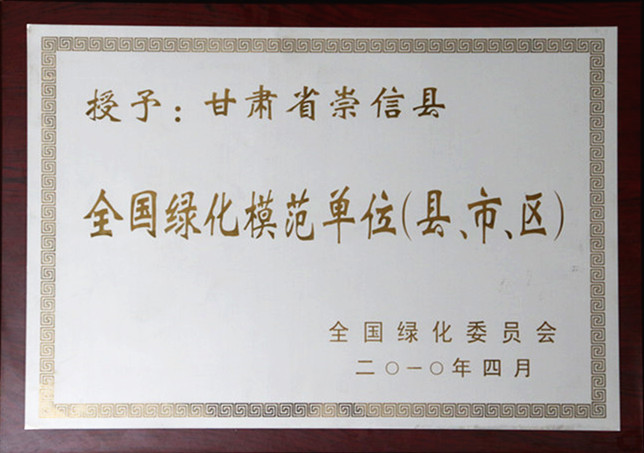 授予：甘肃省崇信县
全国绿化模范单位(县、市、区)
全国绿化委员会
二○一○年四月